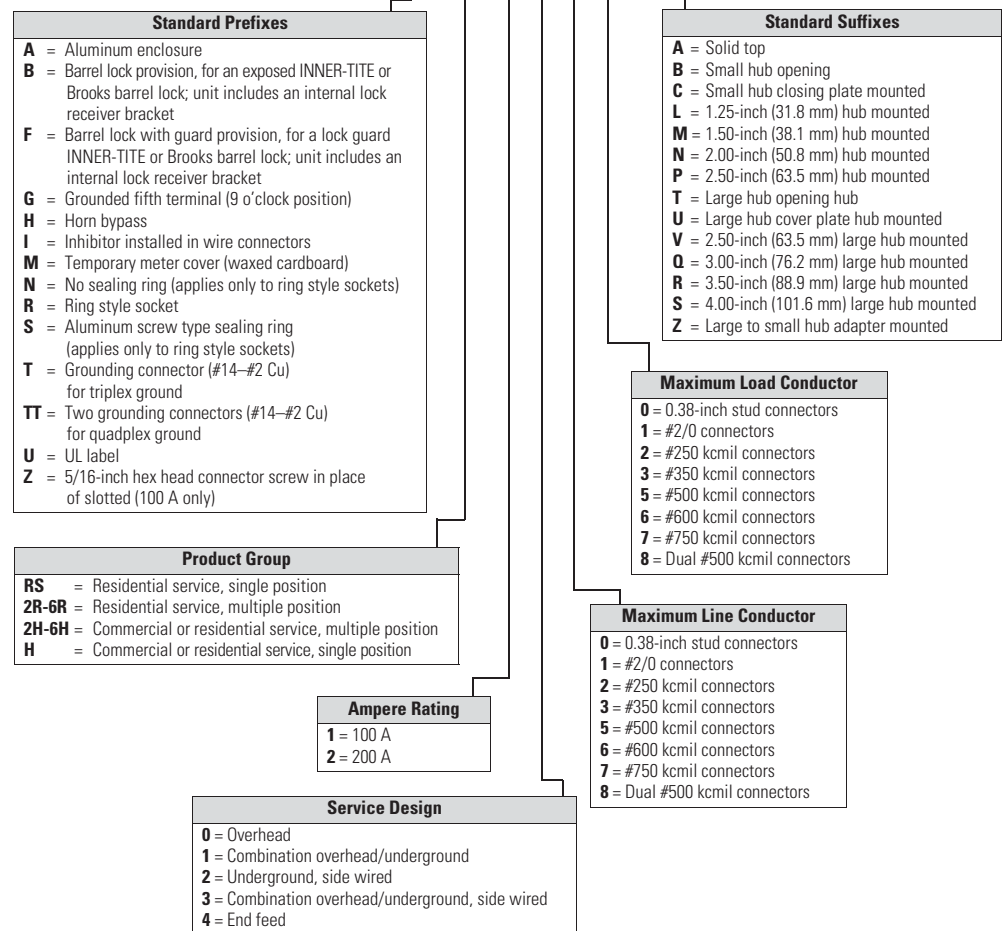 Standard Prefixes
A = Aluminum enclosure
B = Barrel lock provision, for an exposed INNER-TITE or
Brooks barrel lock; unit includes an internal lock
receiver bracket
F = Barrel lock with guard provision, for a lock guard
INNER-TITE or Brooks barrel lock; unit includes an
internal lock receiver bracket
G = Grounded fifth terminal (9 o'clock position)
H = Horn bypass
I = Inhibitor installed in wire connectors
M = Temporary meter cover (waxed cardboard)
N = No sealing ring (applies only to ring style sockets)
R = Ring style socket
S = Aluminum screw type sealing ring
(applies only to ring style sockets)
T = Grounding connector (#14–#2 Cu)
for triplex ground
TT = Two grounding connectors (#14–#2 Cu)
for quadplex ground
U = UL label
Z = 5/16-inch hex head connector screw in place
of slotted (100 A only)
Standard Suffixes
A = Solid top
B = Small hub opening
C = Small hub closing plate mounted
L = 1.25-inch (31.8 mm) hub mounted
M = 1.50-inch (38.1 mm) hub mounted
N = 2.00-inch (50.8 mm) hub mounted
P = 2.50-inch (63.5 mm) hub mounted
T = Large hub opening hub
U = Large hub cover plate hub mounted
V = 2.50-inch (63.5 mm) large hub mounted
Q = 3.00-inch (76.2 mm) large hub mounted
R = 3.50-inch (88.9 mm) large hub mounted
S = 4.00-inch (101.6 mm) large hub mounted
Z = Large to small hub adapter mounted
Maximum Load Conductor
0 = 0.38-inch stud connectors
1 = #2/0 connectors
2 = #250 kcmil connectors
3 = #350 kcmil connectors
5 = #500 kcmil connectors
6 = #600 kcmil connectors
7 = #750 kcmil connectors
8 = Dual #500 kcmil connectors
Product Group
RS = Residential service, single position
2R-6R = Residential service, multiple position
2H-6H = Commercial or residential service, multiple position
H = Commercial or residential service, single position
Maximum Line Conductor
0 = 0.38-inch stud connectors
1 = #2/0 connectors
2 = #250 kcmil connectors
3 = #350 kcmil connectors
5 = #500 kcmil connectors
6 = #600 kcmil connectors
7 = #750 kcmil connectors
8 = Dual #500 kcmil connectors
Ampere Rating
1 = 100 A
2 = 200 A
Service Design
0 = Overhead
1 = Combination overhead/underground
2 = Underground, side wired
3 = Combination overhead/underground, side wired
4 = End feed